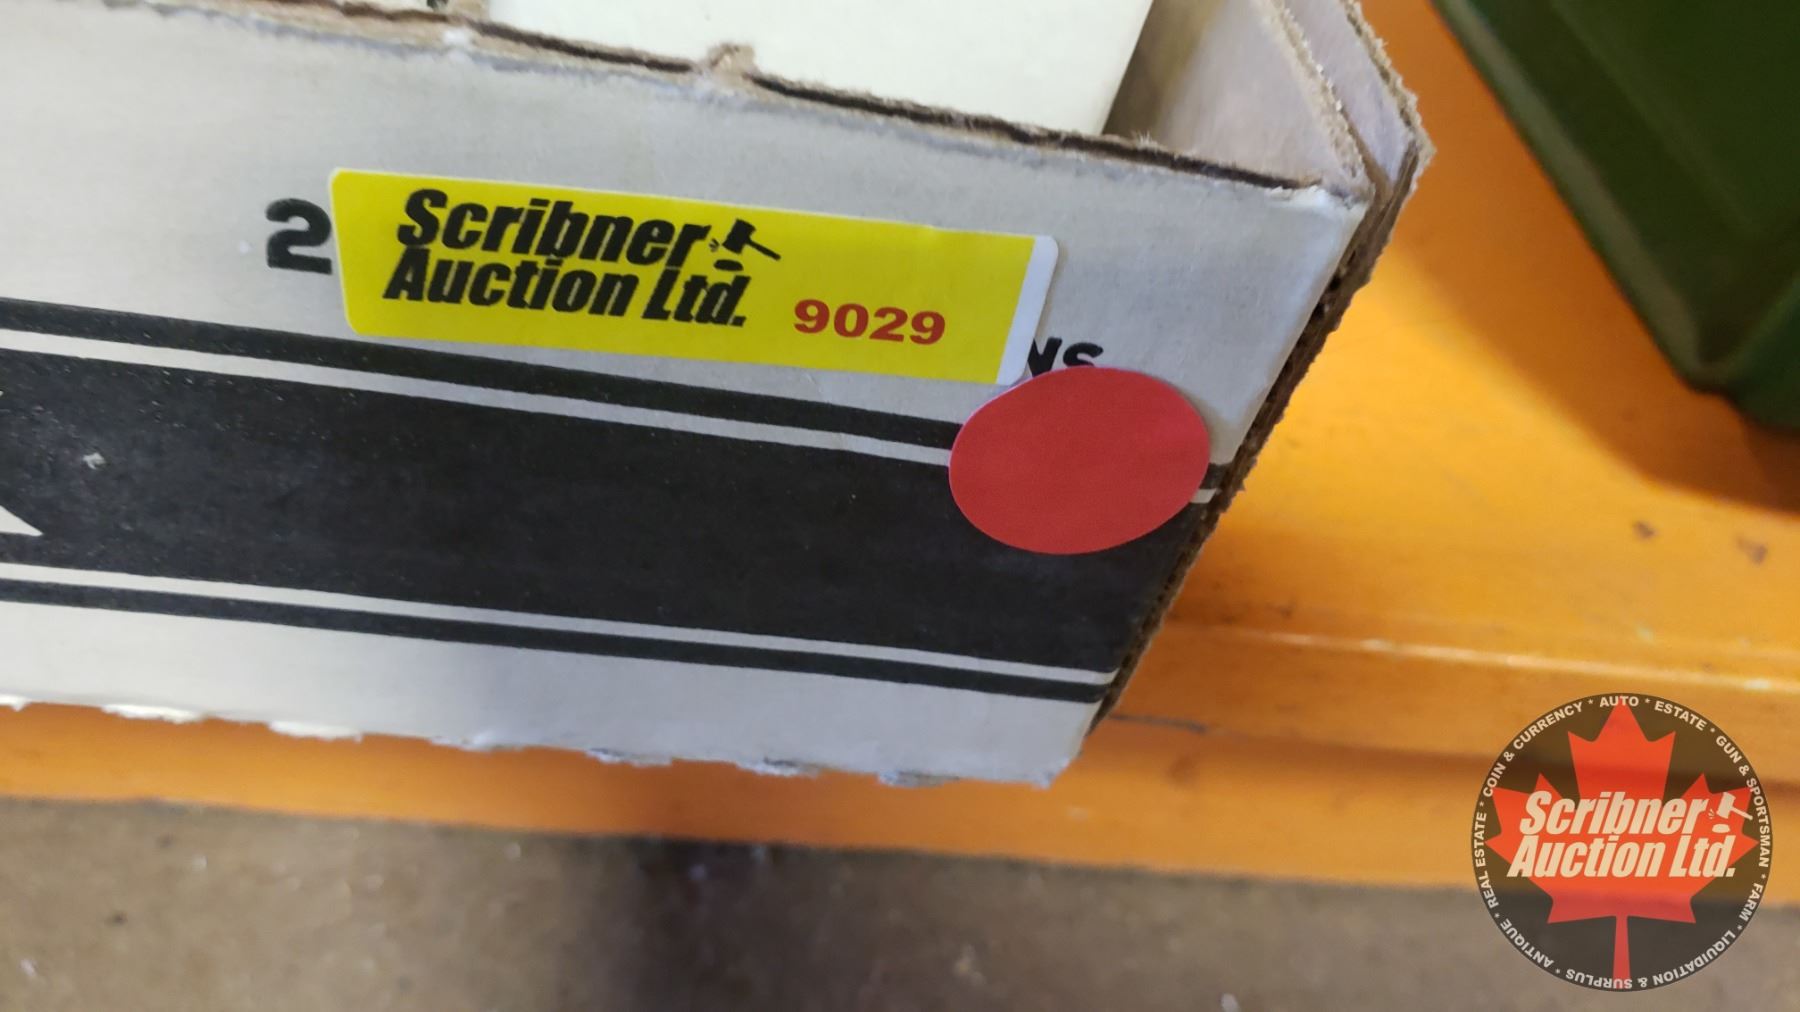 2
Scribner
Auction Ltd.
9029
COIN & CURRENCY * AUTO * ESTATE * GUN & SPORTSMAN * FARM * LIQUIDATION & SURPLUS * ANTIQUE * REAL ESTATE *
Scribner
Auction Ltd.